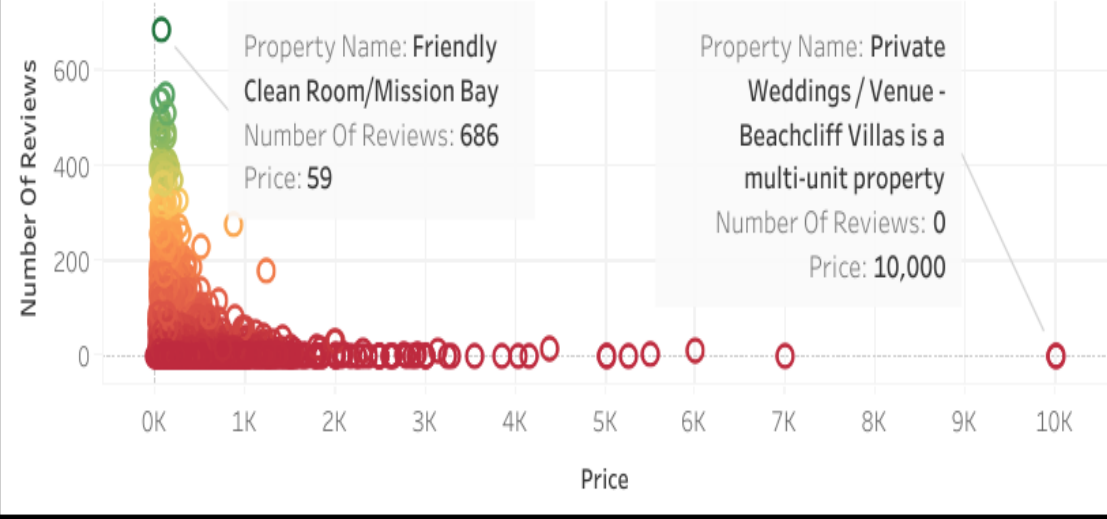 Property Name: Friendly
Clean Room/Mission Bay
Number Of Reviews: 686
Price: 59
Property Name: Private
Weddings / Venue -
Beachcliff Villas is a
multi-unit property
Number Of Reviews: 0
Price: 10,000
Number Of Reviews
600
400
200
0
0K 1K 2K 3K 4K 5K 6K 7K 8K 9K 10K
Price